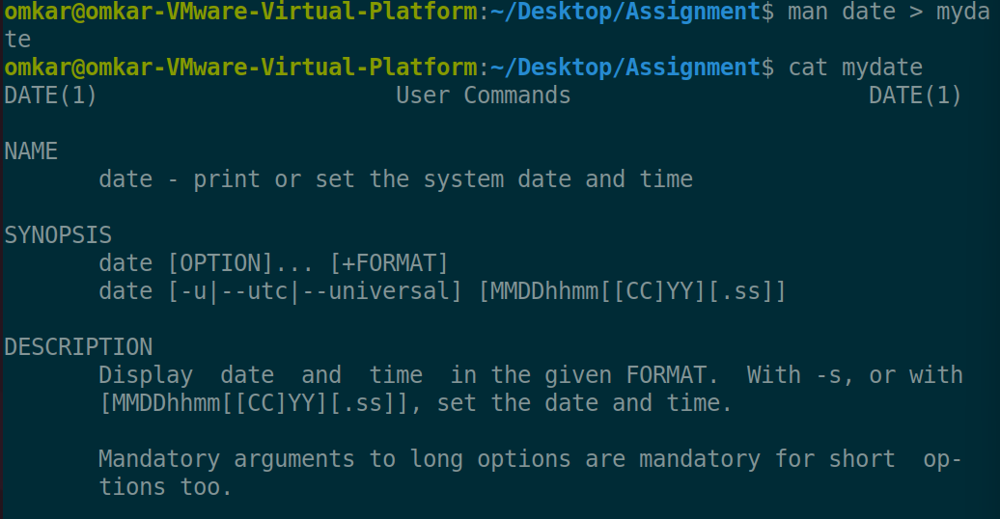 omkar@omkar-VMware-Virtual-Platform:~/Desktop/Assignment$ man date > myda
te
omkar@omkar-VMware-Virtual-Platform:~/Desktop/Assignment$ cat mydate
DATE(1)                      User Commands                      DATE(1)
NAME
       date - print or set the system date and time
SYNOPSIS
       date [OPTION]... [+FORMAT]
       date [-u|--utc|--universal] [MMDDhhmm[[CC]YY][.ss]]
DESCRIPTION
       Display  date  and  time  in the given FORMAT.  With -s, or with
       [MMDDhhmm[[CC]YY][.ss]], set the date and time.
       Mandatory arguments to long options are mandatory for short  op-
       tions too.